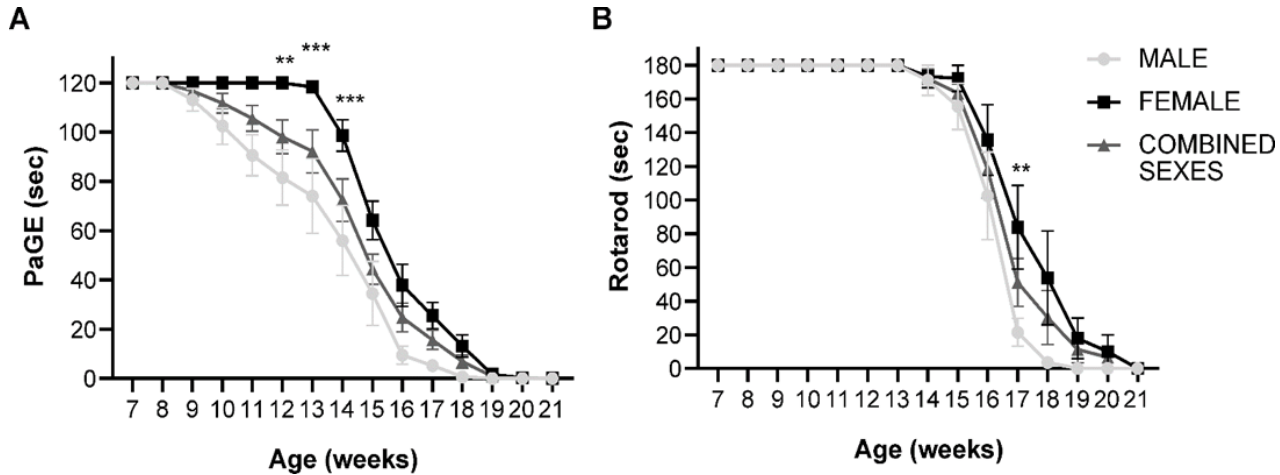 A
** *** ***
120
100
80
60
40
20
0
PaGE (sec)
7 8 9 10 11 12 13 14 15 16 17 18 19 20 21
Age (weeks)
B
**
180
160
140
120
100
80
60
40
20
0
Rotarod (sec)
7 8 9 10 11 12 13 14 15 16 17 18 19 20 21
Age (weeks)
MALE
FEMALE
COMBINED
SEXES